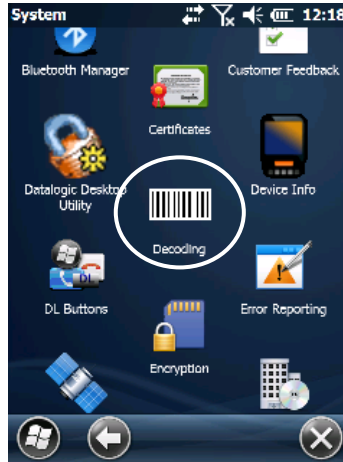 System 12:18
Bluetooth Manager
Customer Feedback
Certificates
Datalogic Desktop
Utility
Device Info
Decoding
DL Buttons
DL
Error Reporting
Encryption